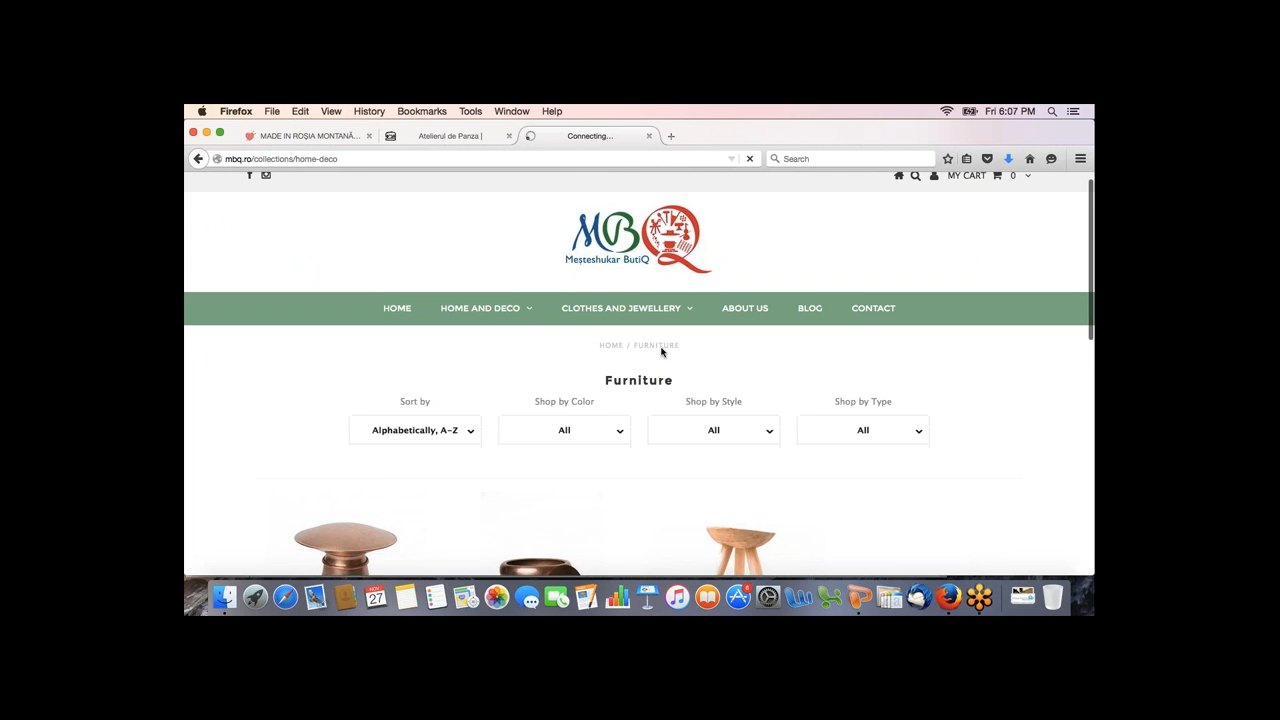 Firefox File Edit View History Bookmarks Tools Window Help Fri 6:07 PM
MADE IN ROȘIA MONTANĂ... Atelierul de Panza | Connecting...
mbq.ro/collections/home-deco Search
MY CART 0
MBQ
Meșteshukar ButiQ
HOME HOME AND DECO CLOTHES AND JEWELLERY ABOUT US BLOG CONTACT
HOME / FURNITURE
Furniture
Sort by Shop by Color Shop by Style Shop by Type
Alphabetically, A-Z All All All
NOV
27
6